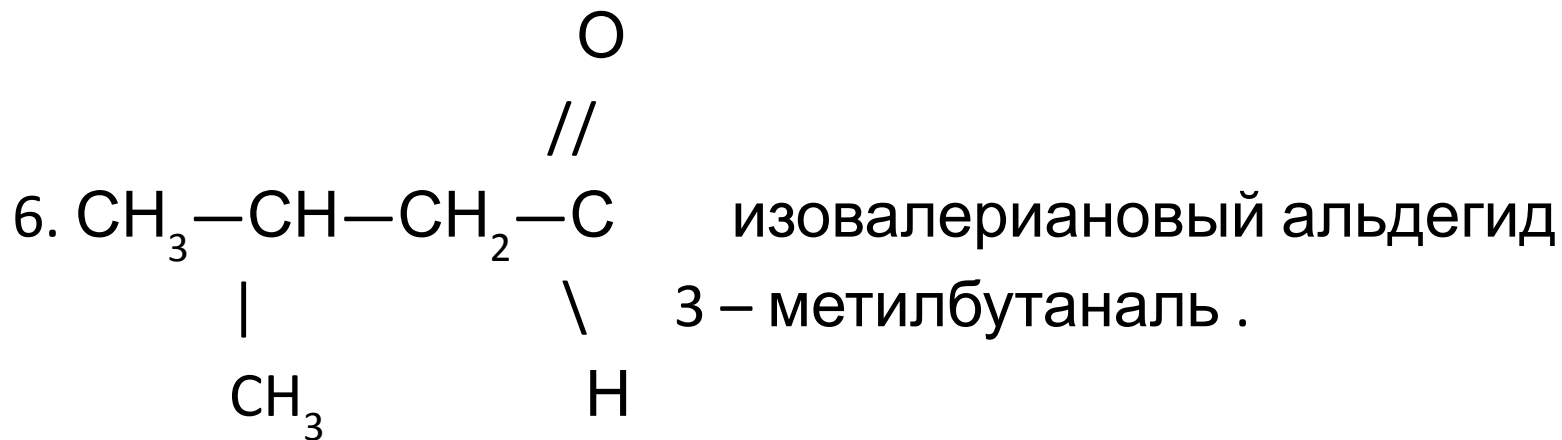 O
//
6. CH₃—CH—CH₂—C изовалериановый альдегид
| \ 3 – метилбутаналь .
CH₃ H